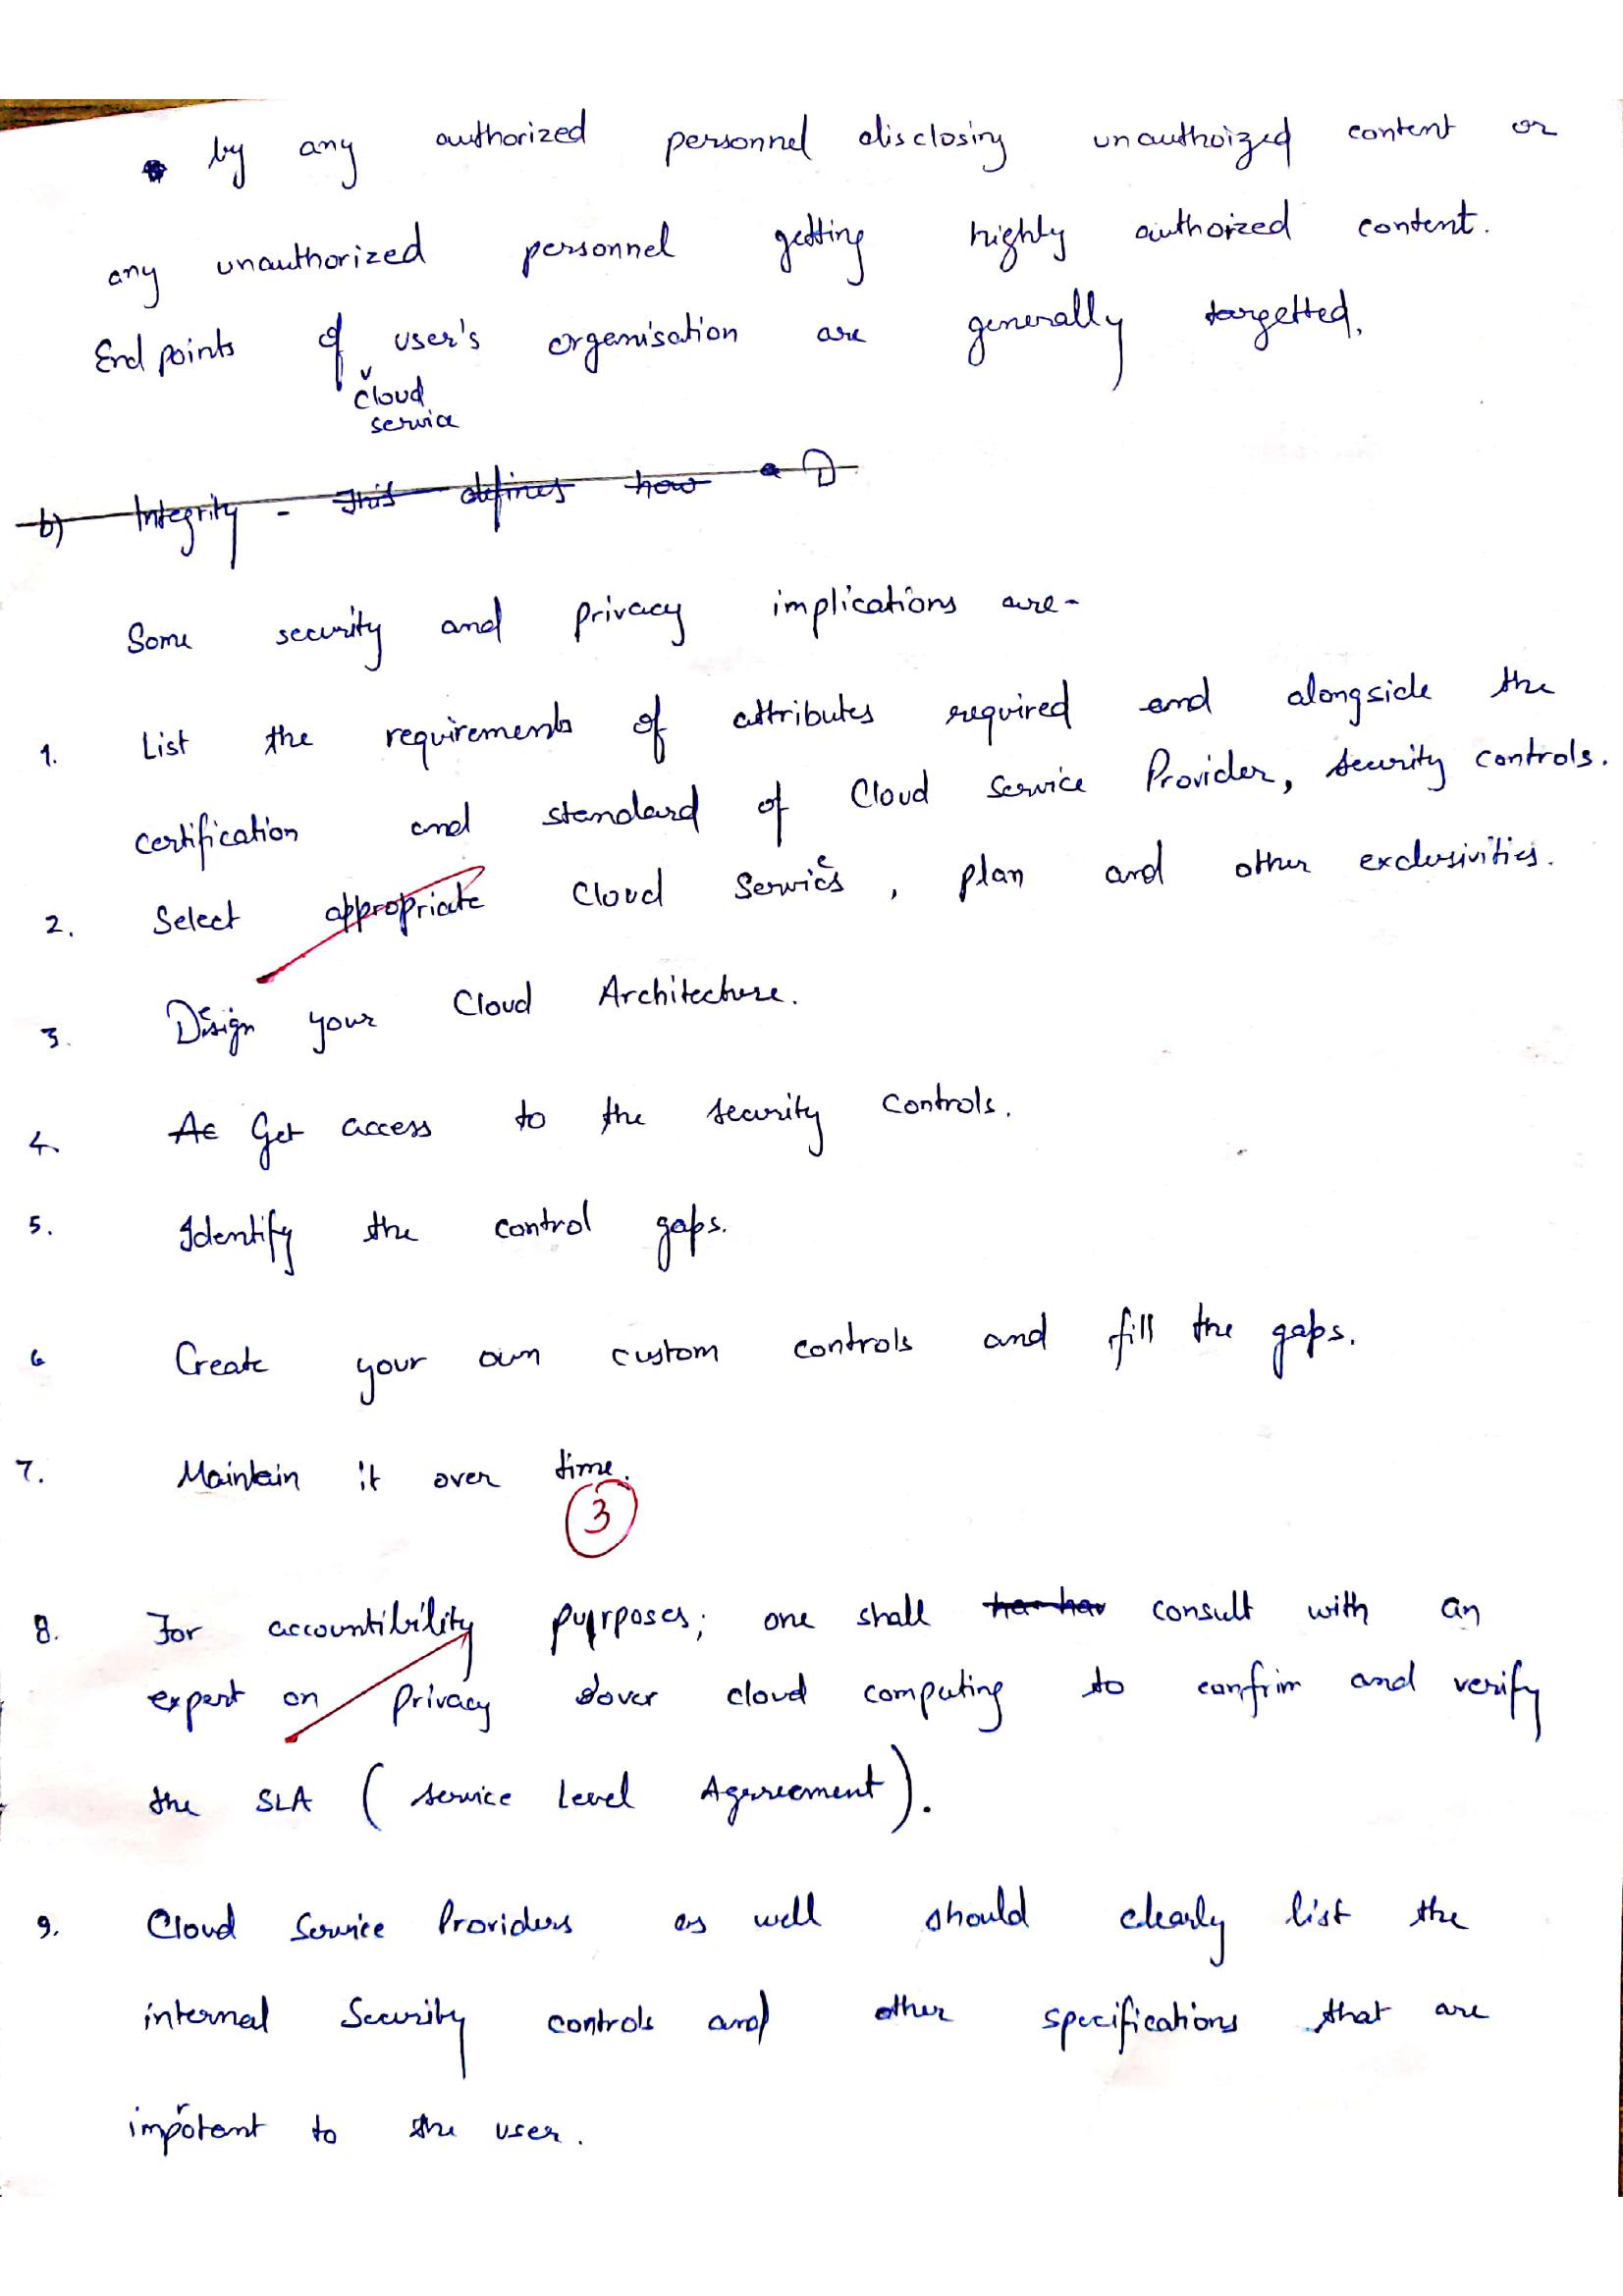 by any authorized personnel disclosing unauthoized content or
any unauthorized personnel getting highly authorized content.
End points of cloud service user's organisation are generally targetted.
b) Integrity - This defines how a D
Some security and privacy implications are-
1. List the requirements of attributes required and alongside the
certification and standard of Cloud Service Provider, security controls.
2. Select appropriate Cloud Service, plan and other exclusivities.
3. Design your Cloud Architecture.
4. Ac Get access to the security controls.
5. Identify the control gaps.
6 Create your own custom controls and fill the gaps.
7. Maintain it over time.
3
8. For accountibility purposes; one shall consult with an
expert on Privacy over cloud computing to confrim and verify
the SLA (Service Level Agreement).
9. Cloud Service Providers as well should clearly list the
internal Security controls and other specifications that are
important to the user.